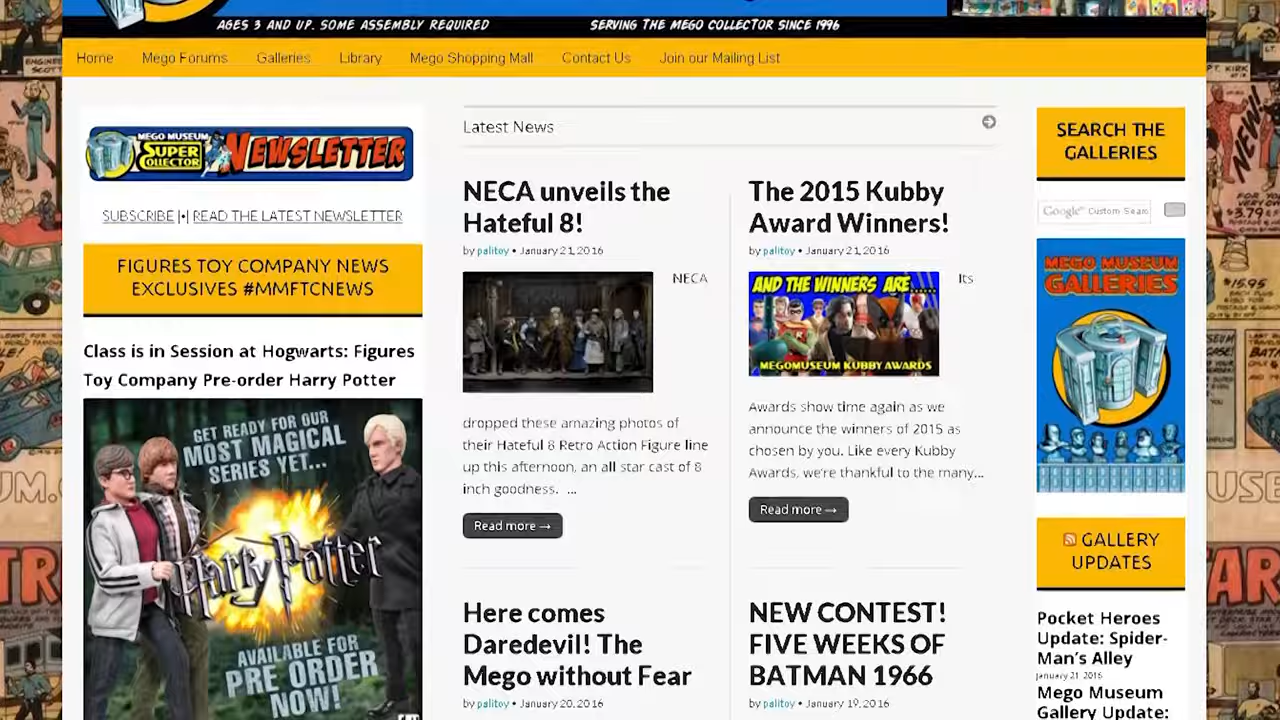 AGES 3 AND UP. SOME ASSEMBLY REQUIRED
SERVING THE MEGO COLLECTOR SINCE 1996
Home
Mego Forums
Galleries
Library
Mego Shopping Mall
Contact Us
Join our Mailing List
MEGO MUSEUM
SUPER
COLLECTOR
NEWSLETTER
SUBSCRIBE |•| READ THE LATEST NEWSLETTER
FIGURES TOY COMPANY NEWS
EXCLUSIVES #MMFTCNEWS
Class is in Session at Hogwarts: Figures
Toy Company Pre-order Harry Potter
GET READY FOR OUR
MOST MAGICAL
SERIES YET...
Harry Potter
AVAILABLE FOR
PRE ORDER
NOW!
Latest News
NECA unveils the
Hateful 8!
by palitoy • January 21, 2016
NECA
dropped these amazing photos of
their Hateful 8 Retro Action Figure line
up this afternoon, an all star cast of 8
inch goodness. ...
Read more →
Here comes
Daredevil! The
Mego without Fear
by palitoy • January 20, 2016
The 2015 Kubby
Award Winners!
by palitoy • January 21, 2016
AND THE WINNERS ARE.....
MEGOMUSEUM KUBBY AWARDS
Its
Awards show time again as we
announce the winners of 2015 as
chosen by you. Like every Kubby
Awards, we're thankful to the many...
Read more →
NEW CONTEST!
FIVE WEEKS OF
BATMAN 1966
by palitoy • January 19, 2016
SEARCH THE
GALLERIES
Google™ Custom Sear
MEGO MUSEUM
GALLERIES
GALLERY
UPDATES
Pocket Heroes
Update: Spider-
Man's Alley
January 21, 2016
Mego Museum
Gallery Update: